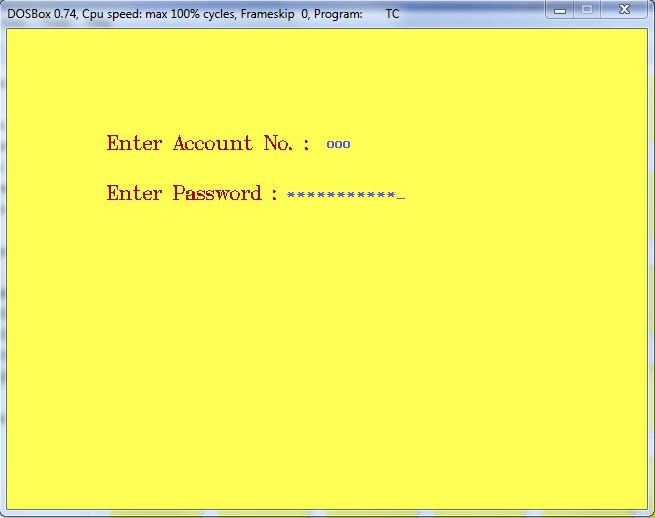 DOSBox 0.74, Cpu speed: max 100% cycles, Frameskip 0, Program: TC
Enter Account No. : ooo
Enter Password : ***********_